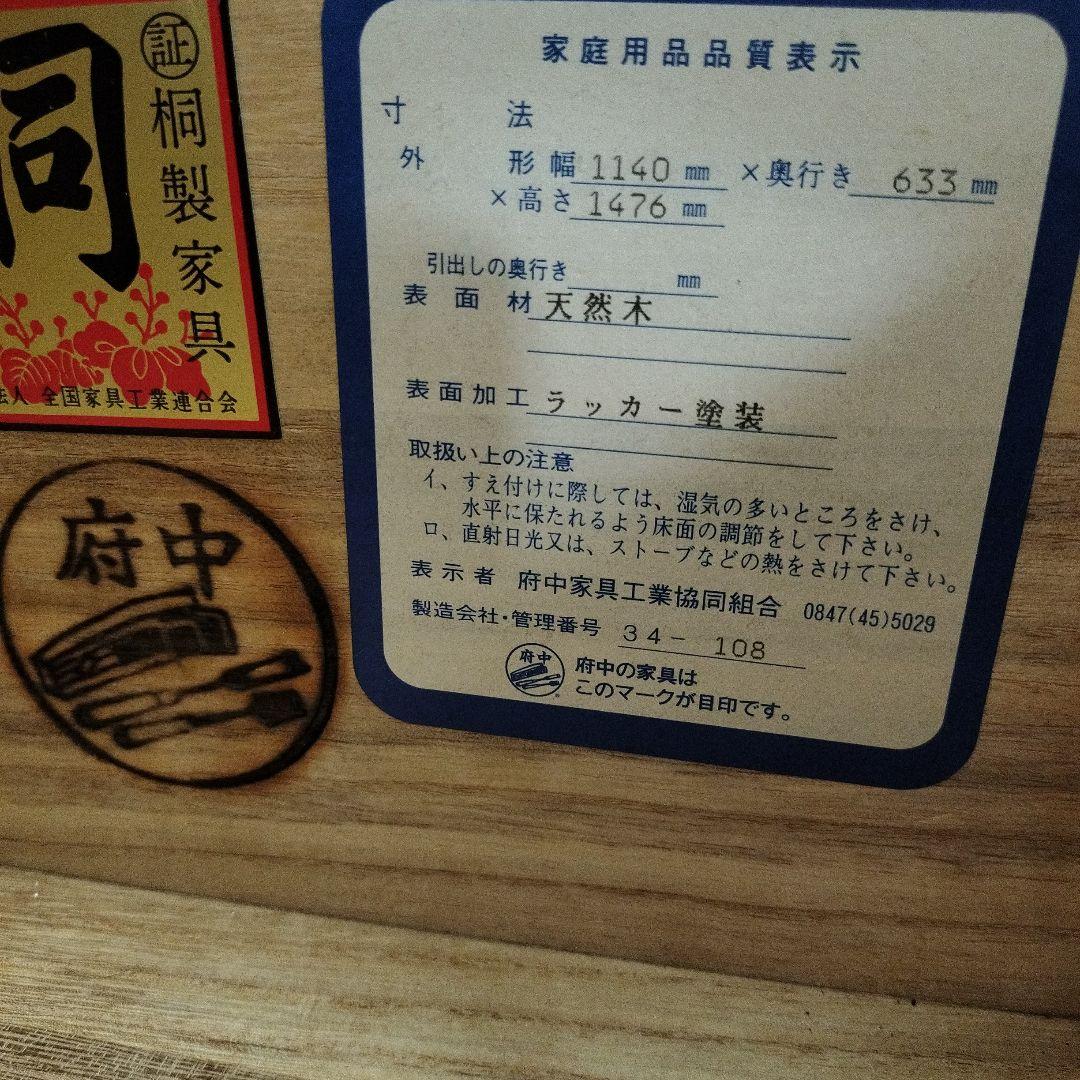 桐
証
桐製家具
法人 全国家具工業連合会
府中
家庭用品品質表示
寸法
外形幅 1140 mm ×奥行き 633 mm
×高さ 1476 mm
引出しの奥行き mm
表面材 天然木
表面加工 ラッカー塗装
取扱い上の注意
イ、すえ付けに際しては、湿気の多いところをさけ、
水平に保たれるよう床面の調節をして下さい。
ロ、直射日光又は、ストーブなどの熱をさけて下さい。
表示者 府中家具工業協同組合 0847(45)5029
製造会社・管理番号 34- 108
府中
府中の家具は
このマークが目印です。